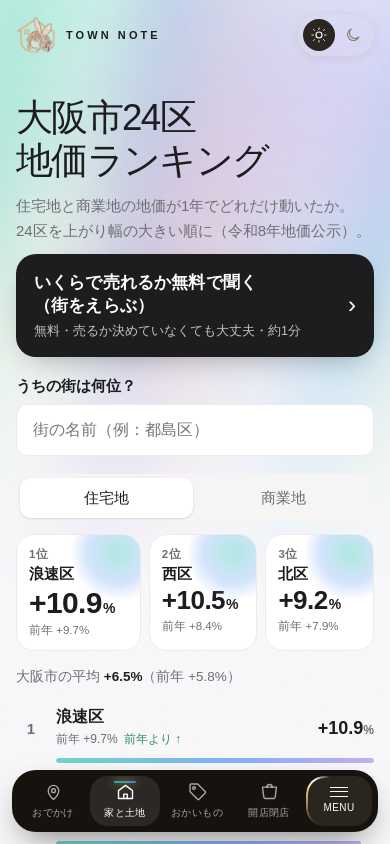 TOWN NOTE
大阪市24区
地価ランキング
住宅地と商業地の地価が1年でどれだけ動いたか。
24区を上がり幅の大きい順に（令和8年地価公示）。
いくらで売れるか無料で聞く
（街をえらぶ）
›
無料・売るか決めていなくても大丈夫・約1分
うちの街は何位？
街の名前（例：都島区）
住宅地 商業地
1位
浪速区
+10.9%
前年 +9.7%
2位
西区
+10.5%
前年 +8.4%
3位
北区
+9.2%
前年 +7.9%
大阪市の平均 +6.5%（前年 +5.8%）
1 浪速区 +10.9%
前年 +9.7% 前年より ↑
おでかけ 家と土地 おかいもの 開店閉店 MENU